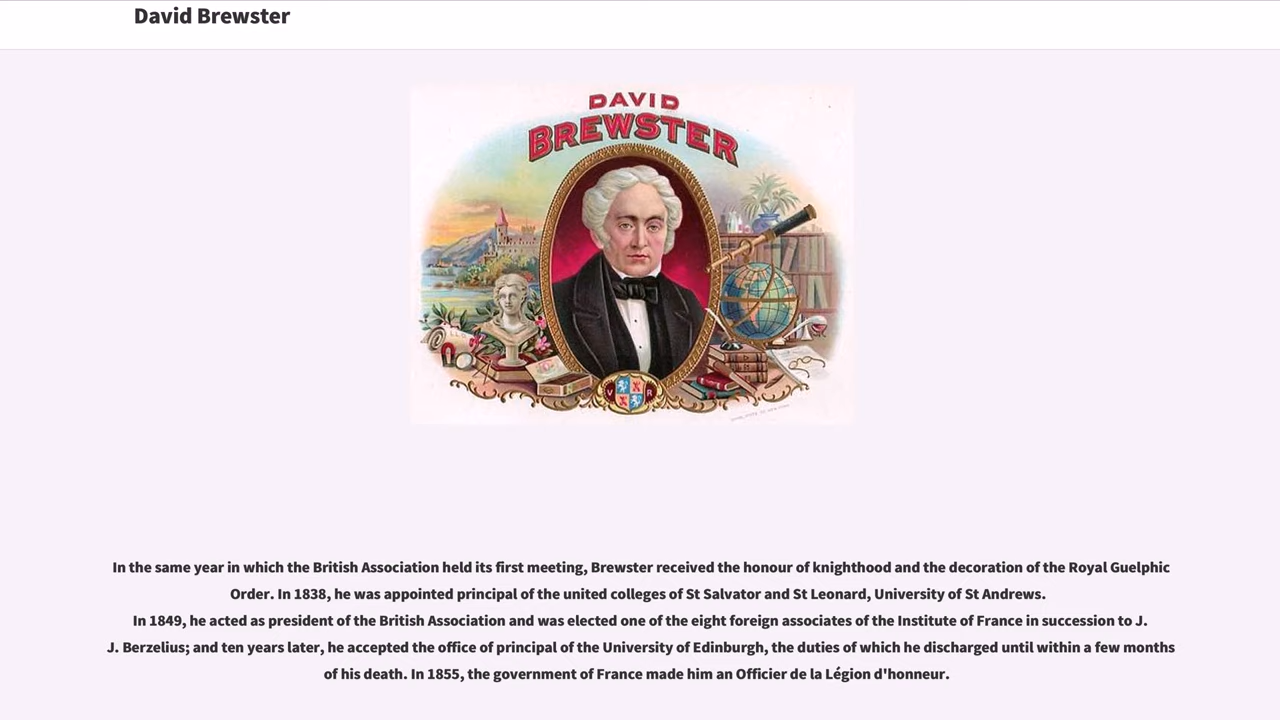 David Brewster
DAVID
BREWSTER
V R
In the same year in which the British Association held its first meeting, Brewster received the honour of knighthood and the decoration of the Royal Guelphic
Order. In 1838, he was appointed principal of the united colleges of St Salvator and St Leonard, University of St Andrews.
In 1849, he acted as president of the British Association and was elected one of the eight foreign associates of the Institute of France in succession to J.
J. Berzelius; and ten years later, he accepted the office of principal of the University of Edinburgh, the duties of which he discharged until within a few months
of his death. In 1855, the government of France made him an Officier de la Légion d'honneur.